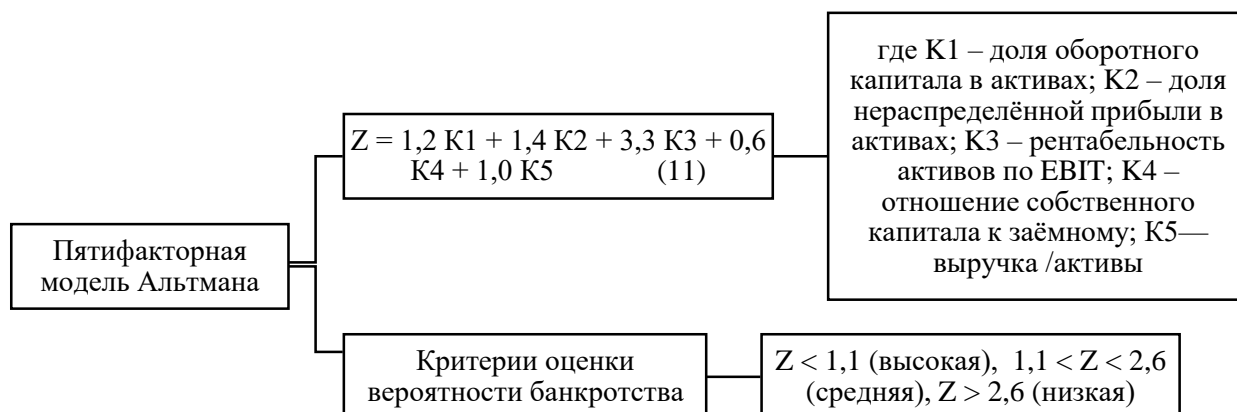 Пятифакторная
модель Альтмана
Z = 1,2 К1 + 1,4 К2 + 3,3 К3 + 0,6
К4 + 1,0 К5 (11)
где К1 – доля оборотного
капитала в активах; К2 – доля
нераспределённой прибыли в
активах; К3 – рентабельность
активов по EBIT; К4 –
отношение собственного
капитала к заёмному; К5—
выручка /активы
Критерии оценки
вероятности банкротства
Z < 1,1 (высокая), 1,1 < Z < 2,6
(средняя), Z > 2,6 (низкая)